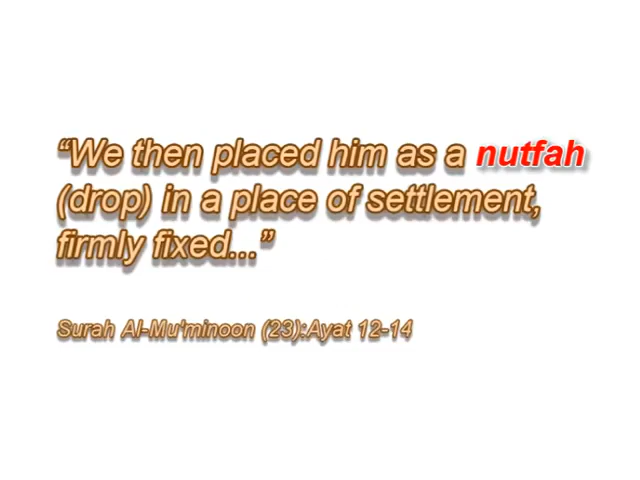 “We then placed him as a nutfah
(drop) in a place of settlement,
firmly fixed...”
Surah Al-Mu'minoon (23):Ayat 12-14